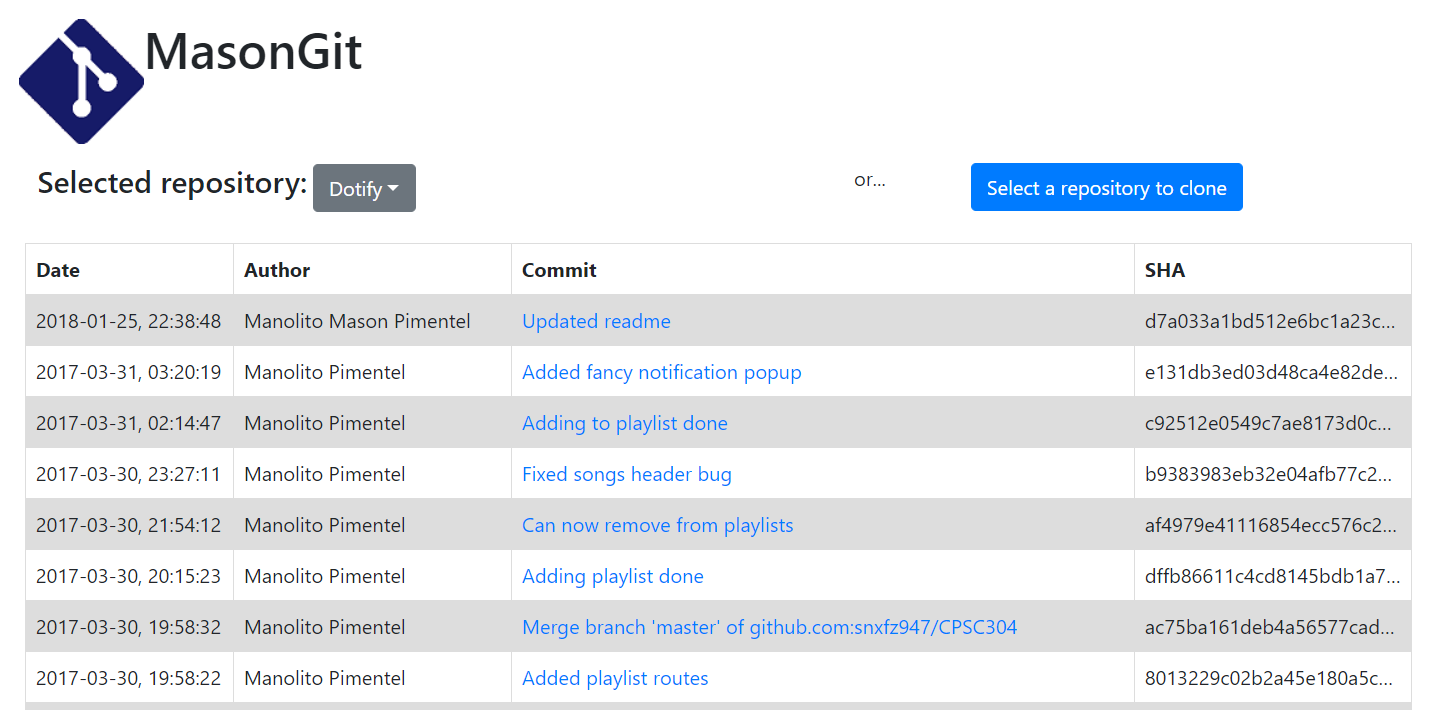 MasonGit
Selected repository: Dotify or... Select a repository to clone
Date Author Commit SHA
2018-01-25, 22:38:48 Manolito Mason Pimentel Updated readme d7a033a1bd512e6bc1a23c...
2017-03-31, 03:20:19 Manolito Pimentel Added fancy notification popup e131db3ed03d48ca4e82de...
2017-03-31, 02:14:47 Manolito Pimentel Adding to playlist done c92512e0549c7ae8173d0c...
2017-03-30, 23:27:11 Manolito Pimentel Fixed songs header bug b9383983eb32e04afb77c2...
2017-03-30, 21:54:12 Manolito Pimentel Can now remove from playlists af4979e41116854ecc576c2...
2017-03-30, 20:15:23 Manolito Pimentel Adding playlist done dffb86611c4cd8145bdb1a7...
2017-03-30, 19:58:32 Manolito Pimentel Merge branch 'master' of github.com:snxfz947/CPSC304 ac75ba161deb4a56577cad...
2017-03-30, 19:58:22 Manolito Pimentel Added playlist routes 8013229c02b2a45e180a5c...